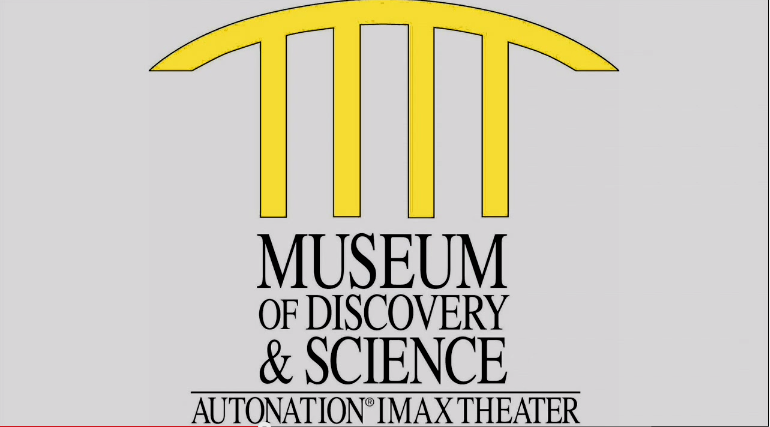 MUSEUM
OF DISCOVERY
& SCIENCE
AUTONATION® IMAX THEATER